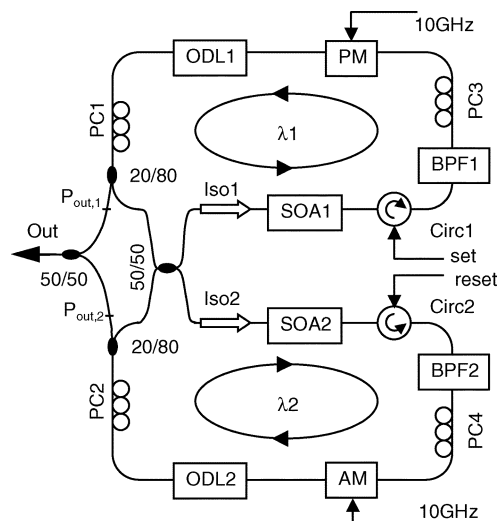 10GHz
ODL1
PM
PC1
PC3
λ1
BPF1
20/80
Iso1
Pout,1
SOA1
Out
Circ1
set
50/50
50/50
reset
Iso2
Circ2
Pout,2
SOA2
20/80
BPF2
PC2
λ2
PC4
ODL2
AM
10GHz